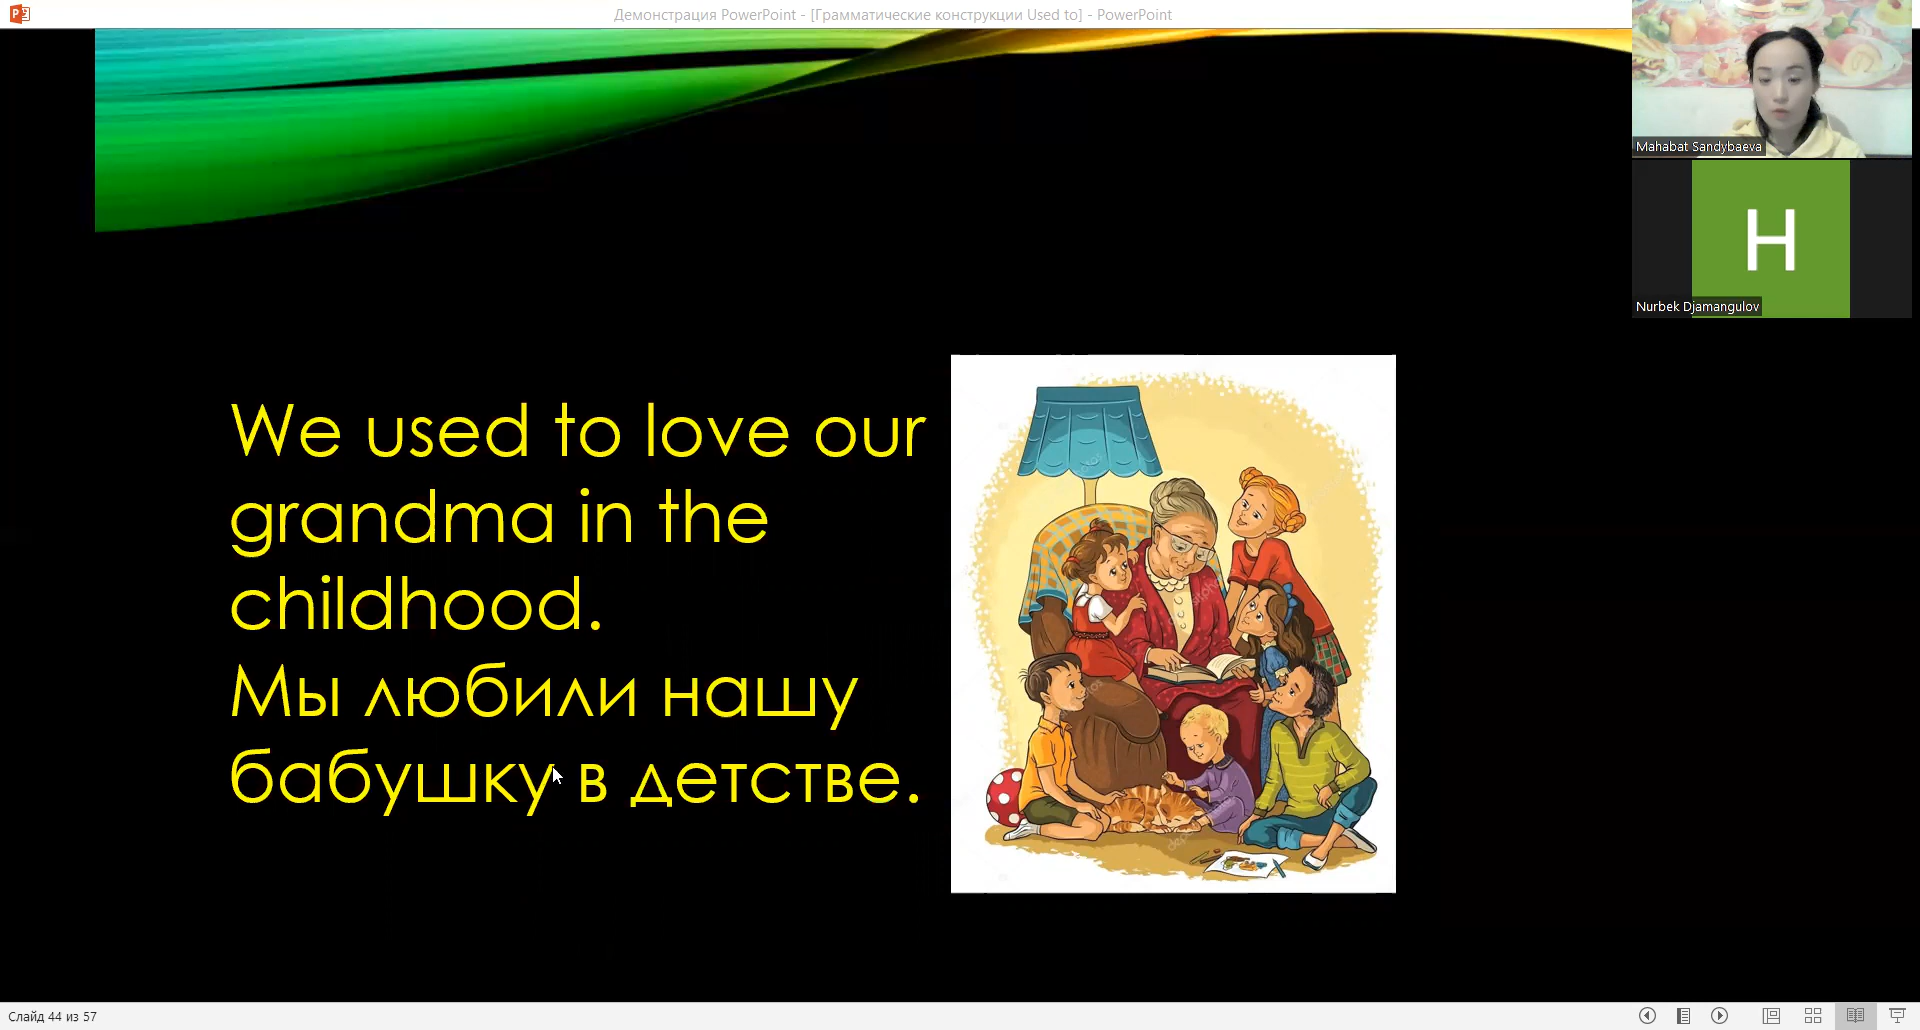 Демонстрация PowerPoint - [Грамматические конструкции Used to] - PowerPoint
Mahabat Sandybaeva
H
Nurbek Djamangulov
We used to love our
grandma in the
childhood.
Мы любили нашу
бабушку в детстве.
Слайд 44 из 57